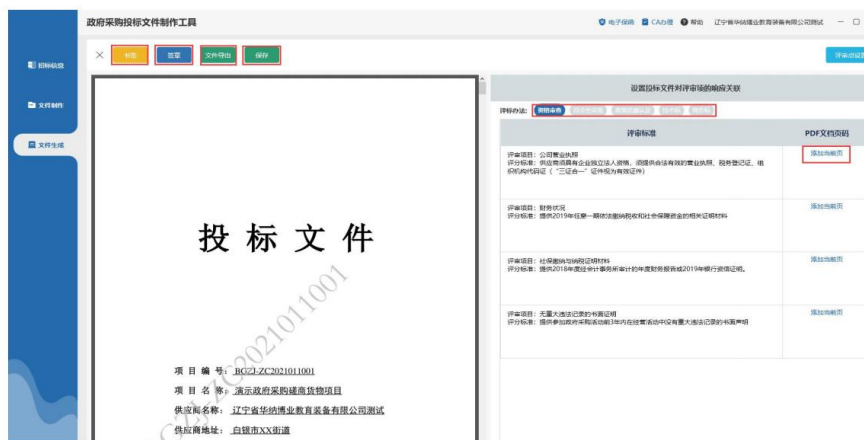 政府采购投标文件制作工具
电子保函 CA办理 帮助 辽宁省华纳博业教育装备有限公司测试
招标信息
文件制作
文件生成
签章 文件导出 保存
评审点设置
设置投标文件对评审项的响应关联
评标办法: 资格审查
评审标准 PDF文档页码
评审项目：公司营业执照
评分标准：供应商须具有企业独立法人资格，须提供合法有效的营业执照、税务登记证、组
织机构代码证（“三证合一”证件视为有效证件）
添加当前页
评审项目：财务状况
评分标准：提供2019年任意一期依法缴纳税收和社会保障资金的相关证明材料
添加当前页
评审项目：社保缴纳与纳税证明材料
评分标准：提供2018年度经会计事务所审计的年度财务报告或2019年银行资信证明。
添加当前页
评审项目：无重大违法记录的书面证明
评分标准：提供参加政府采购活动前3年内在经营活动中没有重大违法记录的书面声明
添加当前页
投标文件
项目编号：BGZJ-ZC2021011001
项目名称：演示政府采购磋商货物项目
供应商名称：辽宁省华纳博业教育装备有限公司测试
供应商地址：白银市XX街道
BGZJ-ZC2021011001